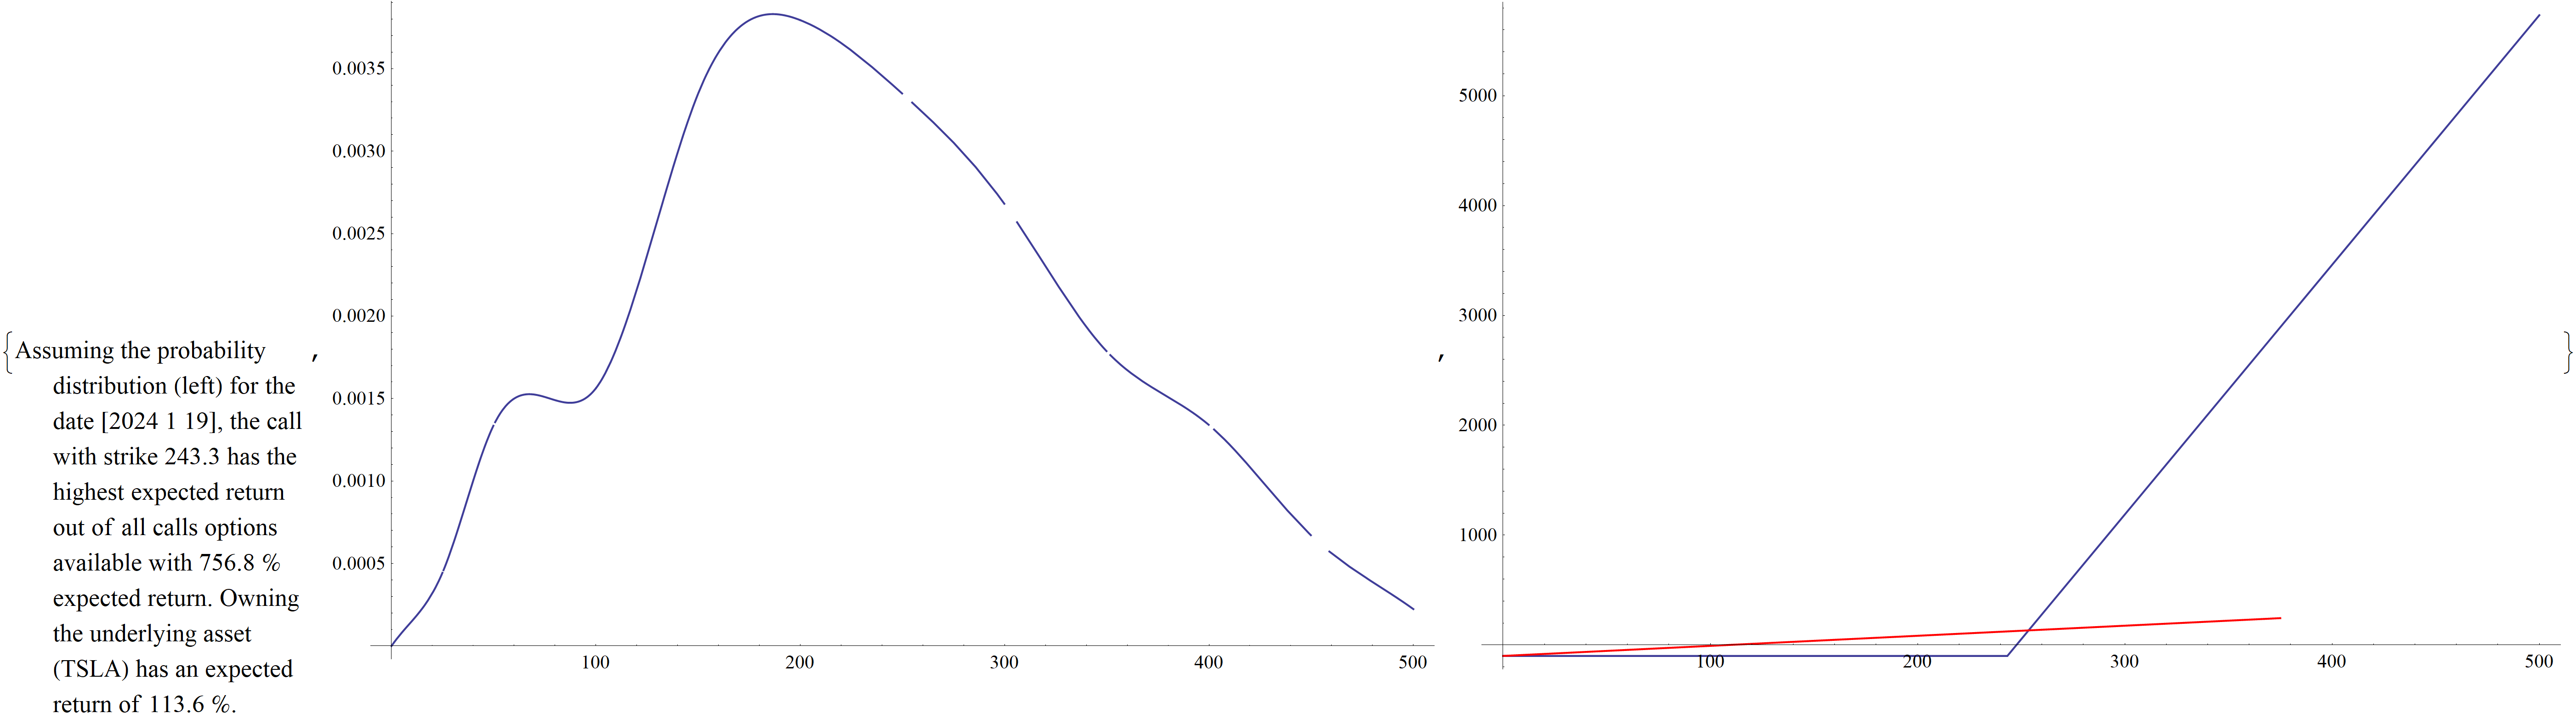 {Assuming the probability ,
distribution (left) for the
date [2024 1 19], the call
with strike 243.3 has the
highest expected return
out of all calls options
available with 756.8 %
expected return. Owning
the underlying asset
(TSLA) has an expected
return of 113.6 %.
0.0035
0.0030
0.0025
0.0020
0.0015
0.0010
0.0005
100 200 300 400 500
,
5000
4000
3000
2000
1000
100 200 300 400 500
}